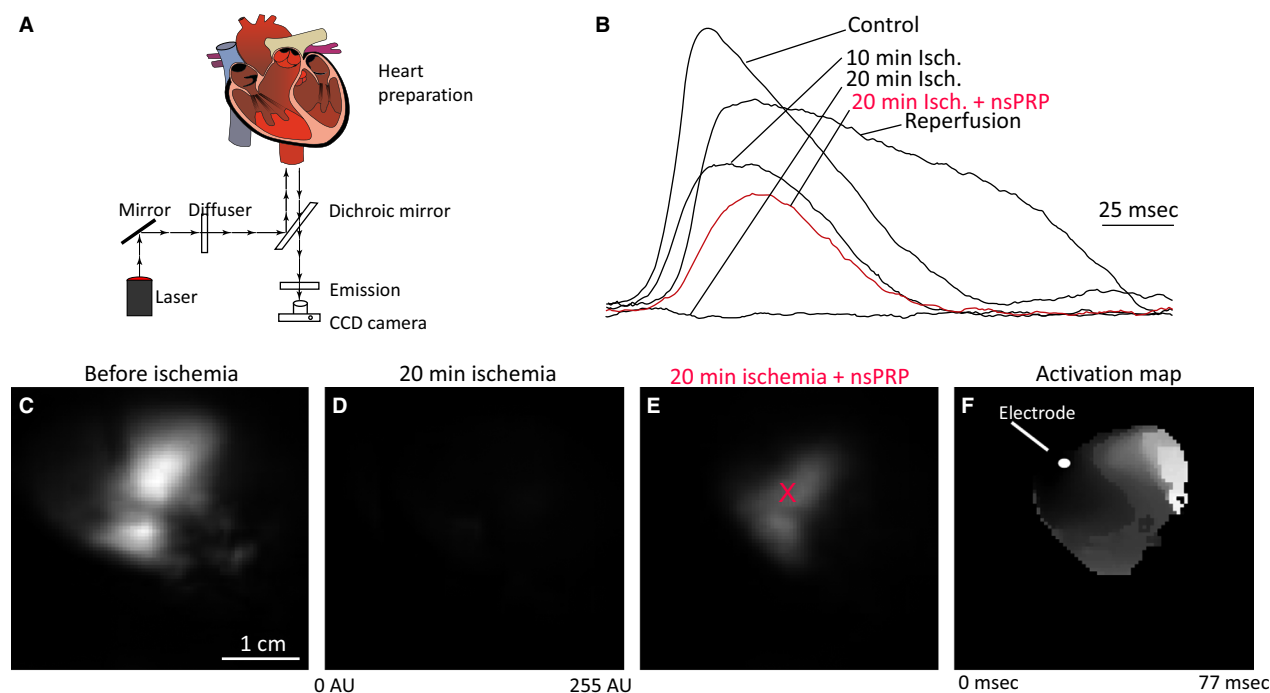 A
Heart
preparation
Mirror
Diffuser
Dichroic mirror
Laser
Emission
CCD camera
B
Control
10 min Isch.
20 min Isch.
20 min Isch. + nsPRP
Reperfusion
25 msec
Before ischemia
C
1 cm
20 min ischemia
D
0 AU
255 AU
20 min ischemia + nsPRP
E
X
Activation map
F
Electrode
0 msec
77 msec